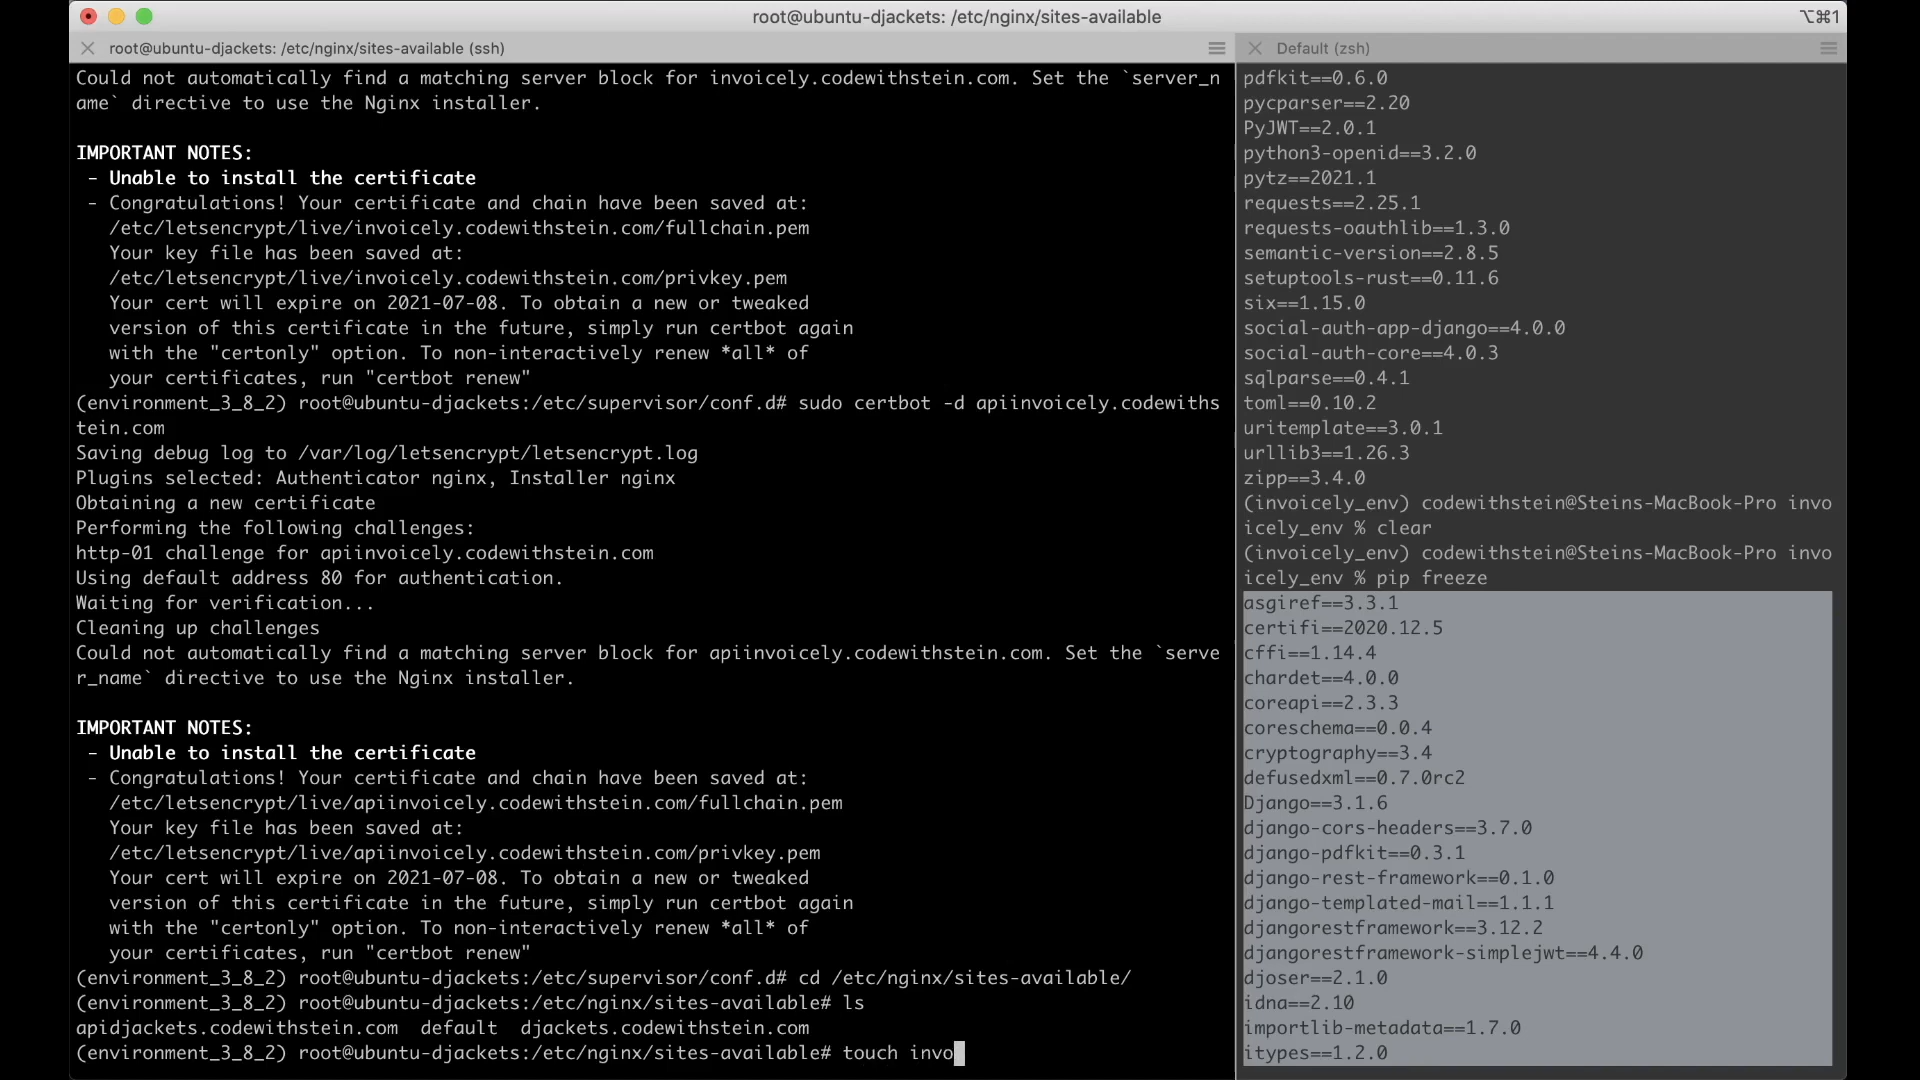 root@ubuntu-djackets: /etc/nginx/sites-available
⌥⌘1
root@ubuntu-djackets: /etc/nginx/sites-available (ssh)
Could not automatically find a matching server block for invoicely.codewithstein.com. Set the `server_n
ame` directive to use the Nginx installer.
IMPORTANT NOTES:
- Unable to install the certificate
- Congratulations! Your certificate and chain have been saved at:
/etc/letsencrypt/live/invoicely.codewithstein.com/fullchain.pem
Your key file has been saved at:
/etc/letsencrypt/live/invoicely.codewithstein.com/privkey.pem
Your cert will expire on 2021-07-08. To obtain a new or tweaked
version of this certificate in the future, simply run certbot again
with the "certonly" option. To non-interactively renew *all* of
your certificates, run "certbot renew"
(environment_3_8_2) root@ubuntu-djackets:/etc/supervisor/conf.d# sudo certbot -d apiinvoicely.codewiths
tein.com
Saving debug log to /var/log/letsencrypt/letsencrypt.log
Plugins selected: Authenticator nginx, Installer nginx
Obtaining a new certificate
Performing the following challenges:
http-01 challenge for apiinvoicely.codewithstein.com
Using default address 80 for authentication.
Waiting for verification...
Cleaning up challenges
Could not automatically find a matching server block for apiinvoicely.codewithstein.com. Set the `serve
r_name` directive to use the Nginx installer.
IMPORTANT NOTES:
- Unable to install the certificate
- Congratulations! Your certificate and chain have been saved at:
/etc/letsencrypt/live/apiinvoicely.codewithstein.com/fullchain.pem
Your key file has been saved at:
/etc/letsencrypt/live/apiinvoicely.codewithstein.com/privkey.pem
Your cert will expire on 2021-07-08. To obtain a new or tweaked
version of this certificate in the future, simply run certbot again
with the "certonly" option. To non-interactively renew *all* of
your certificates, run "certbot renew"
(environment_3_8_2) root@ubuntu-djackets:/etc/supervisor/conf.d# cd /etc/nginx/sites-available/
(environment_3_8_2) root@ubuntu-djackets:/etc/nginx/sites-available# ls
apidjackets.codewithstein.com  default  djackets.codewithstein.com
(environment_3_8_2) root@ubuntu-djackets:/etc/nginx/sites-available# touch invo
Default (zsh)
pdfkit==0.6.0
pycparser==2.20
PyJWT==2.0.1
python3-openid==3.2.0
pytz==2021.1
requests==2.25.1
requests-oauthlib==1.3.0
semantic-version==2.8.5
setuptools-rust==0.11.6
six==1.15.0
social-auth-app-django==4.0.0
social-auth-core==4.0.3
sqlparse==0.4.1
toml==0.10.2
uritemplate==3.0.1
urllib3==1.26.3
zipp==3.4.0
(invoicely_env) codewithstein@Steins-MacBook-Pro invo
icely_env % clear
(invoicely_env) codewithstein@Steins-MacBook-Pro invo
icely_env % pip freeze
asgiref==3.3.1
certifi==2020.12.5
cffi==1.14.4
chardet==4.0.0
coreapi==2.3.3
coreschema==0.0.4
cryptography==3.4
defusedxml==0.7.0rc2
Django==3.1.6
django-cors-headers==3.7.0
django-pdfkit==0.3.1
django-rest-framework==0.1.0
django-templated-mail==1.1.1
djangorestframework==3.12.2
djangorestframework-simplejwt==4.4.0
djoser==2.1.0
idna==2.10
importlib-metadata==1.7.0
itypes==1.2.0